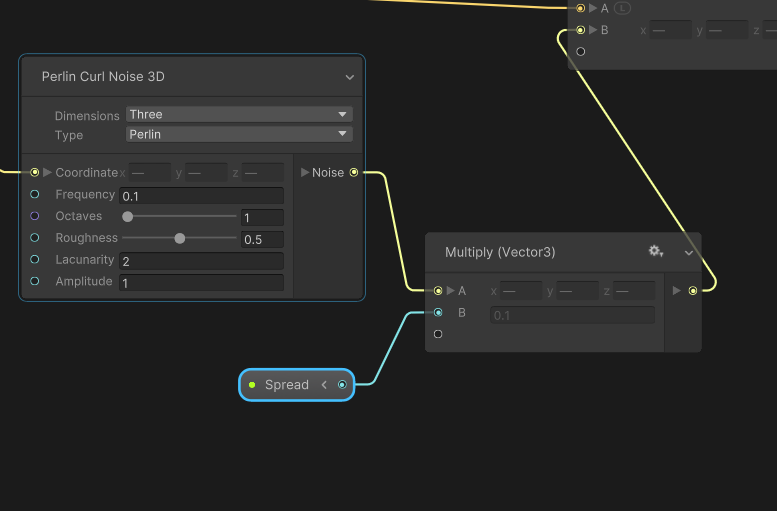 A L
B x — y — z —
Perlin Curl Noise 3D
Dimensions Three
Type Perlin
Coordinate x — y — z —
Noise
Frequency 0.1
Octaves 1
Roughness 0.5
Lacunarity 2
Amplitude 1
Multiply (Vector3)
A x — y — z —
B 0.1
Spread <